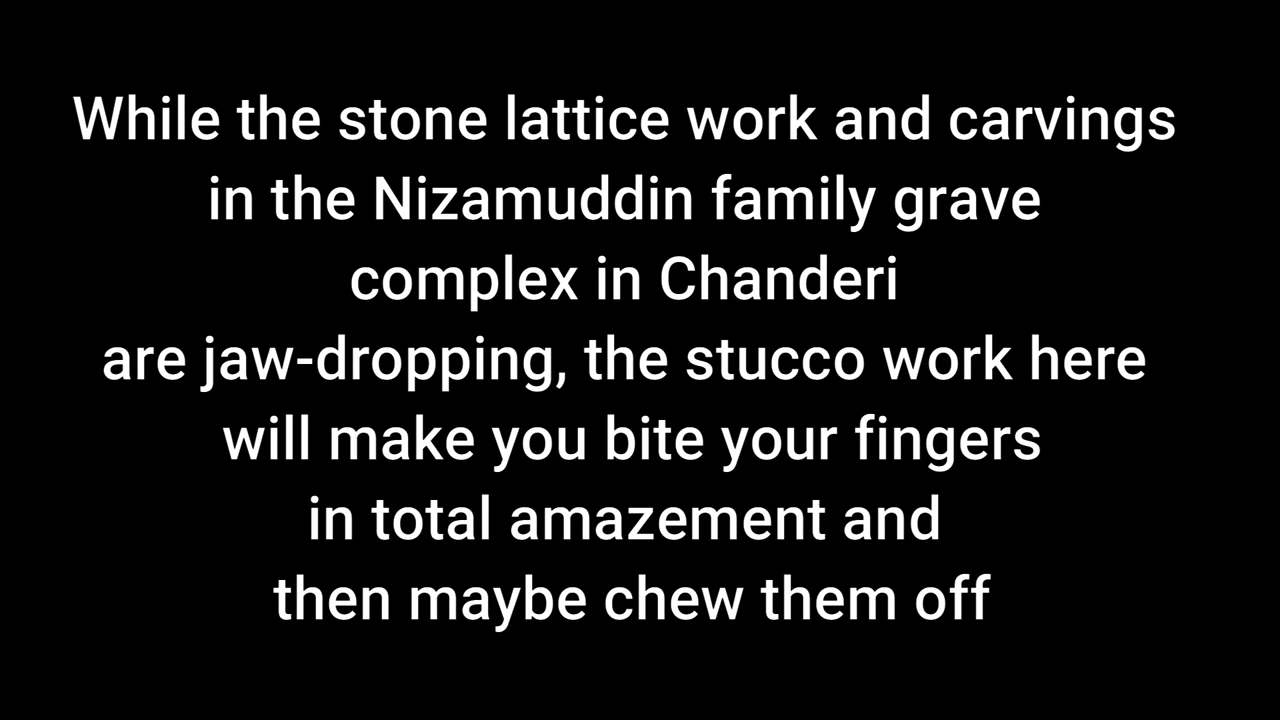 While the stone lattice work and carvings
in the Nizamuddin family grave
complex in Chanderi
are jaw-dropping, the stucco work here
will make you bite your fingers
in total amazement and
then maybe chew them off